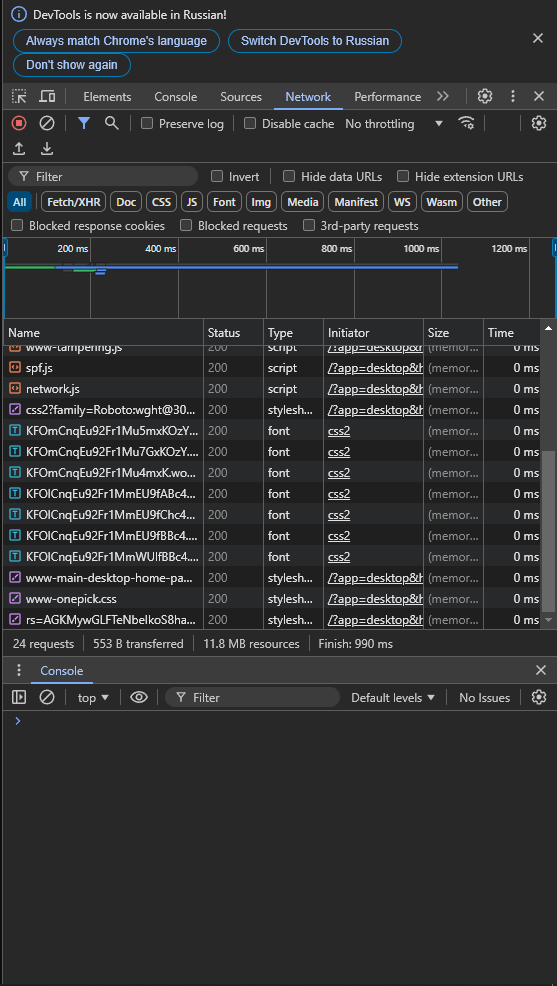 DevTools is now available in Russian!
Always match Chrome's language Switch DevTools to Russian
Don't show again
Elements Console Sources Network Performance
Preserve log Disable cache No throttling
Filter Invert Hide data URLs Hide extension URLs
All Fetch/XHR Doc CSS JS Font Img Media Manifest WS Wasm Other
Blocked response cookies Blocked requests 3rd-party requests
200 ms 400 ms 600 ms 800 ms 1000 ms 1200 ms
Name Status Type Initiator Size Time
www-tampering.js 200 script /?app=desktop&h (memor... 0 ms
spf.js 200 script /?app=desktop&h (memor... 0 ms
network.js 200 script /?app=desktop&h (memor... 0 ms
css2?family=Roboto:wght@30... 200 stylesh... /?app=desktop&h (memor... 0 ms
KFOmCnqEu92Fr1Mu5mxKOzY... 200 font css2 (memor... 0 ms
KFOmCnqEu92Fr1Mu7GxKOzY... 200 font css2 (memor... 0 ms
KFOmCnqEu92Fr1Mu4mxK.wo... 200 font css2 (memor... 0 ms
KFOlCnqEu92Fr1MmEU9fABc4... 200 font css2 (memor... 0 ms
KFOlCnqEu92Fr1MmEU9fChc4... 200 font css2 (memor... 0 ms
KFOlCnqEu92Fr1MmEU9fBBc4... 200 font css2 (memor... 0 ms
KFOlCnqEu92Fr1MmWUlfBBc4.... 200 font css2 (memor... 0 ms
www-main-desktop-home-pa... 200 stylesh... /?app=desktop&h (memor... 0 ms
www-onepick.css 200 stylesh... /?app=desktop&h (memor... 0 ms
rs=AGKMywGLFTeNbelkoS8ha... 200 stylesh... /?app=desktop&h (memor... 0 ms
24 requests 553 B transferred 11.8 MB resources Finish: 990 ms
Console
top Filter Default levels No Issues